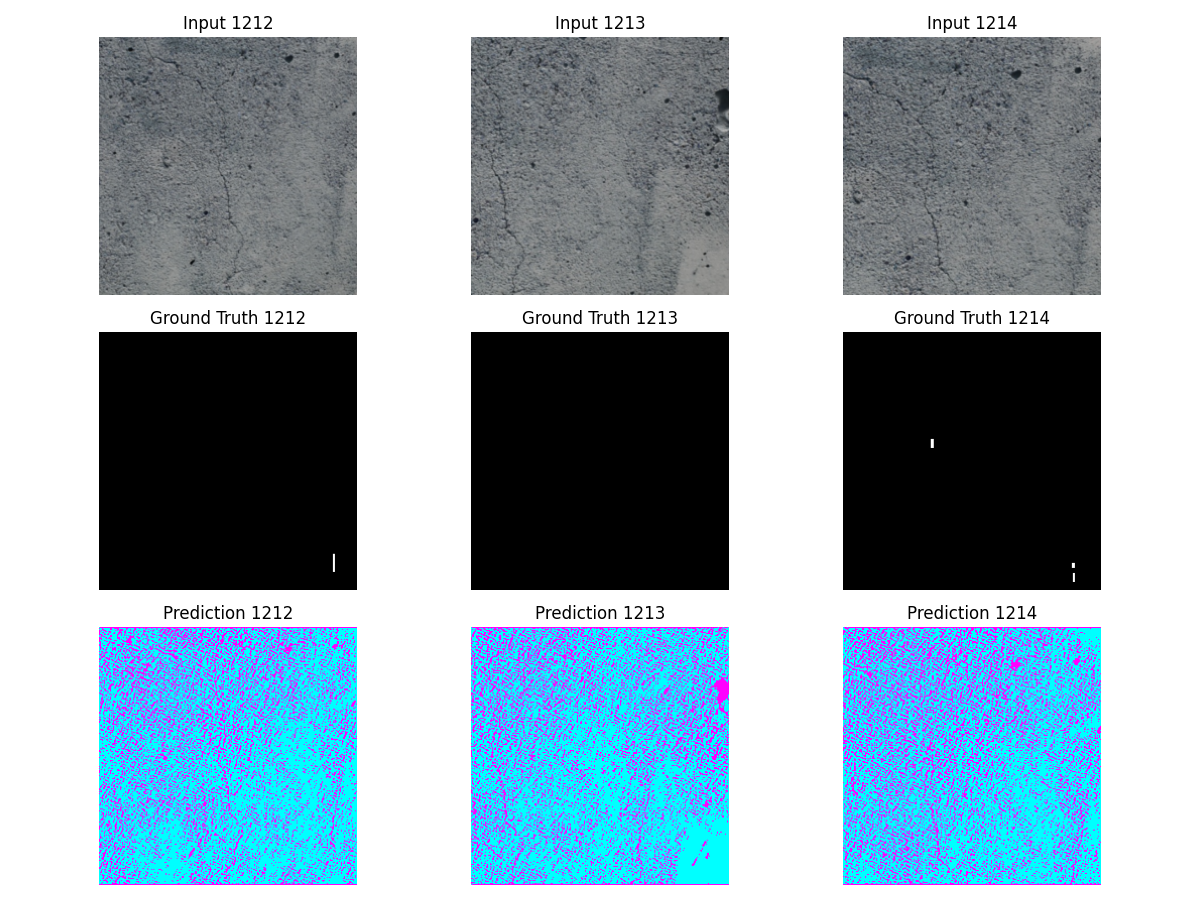 Input 1212
Input 1213
Input 1214
Ground Truth 1212
Ground Truth 1213
Ground Truth 1214
Prediction 1212
Prediction 1213
Prediction 1214